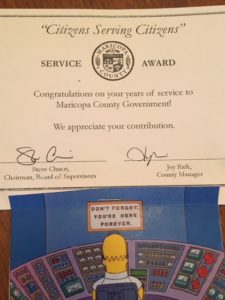 "Citizens Serving Citizens"
SERVICE
MARICOPA
COUNTY
AWARD
Congratulations on your years of service to
Maricopa County Government!
We appreciate your contribution.
Steve Chucri,
Chairman, Board of Supervisors
Joy Rich,
County Manager
DON'T FORGET:
YOU'RE HERE
FOREVER.